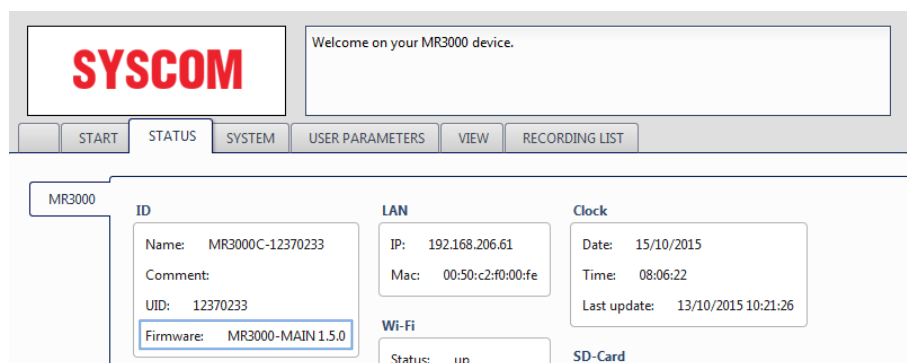 SYSCOM
Welcome on your MR3000 device.
START STATUS SYSTEM USER PARAMETERS VIEW RECORDING LIST
MR3000
ID
Name: MR3000C-12370233
Comment:
UID: 12370233
Firmware: MR3000-MAIN 1.5.0
LAN
IP: 192.168.206.61
Mac: 00:50:c2:f0:00:fe
Wi-Fi
Status: up
Clock
Date: 15/10/2015
Time: 08:06:22
Last update: 13/10/2015 10:21:26
SD-Card